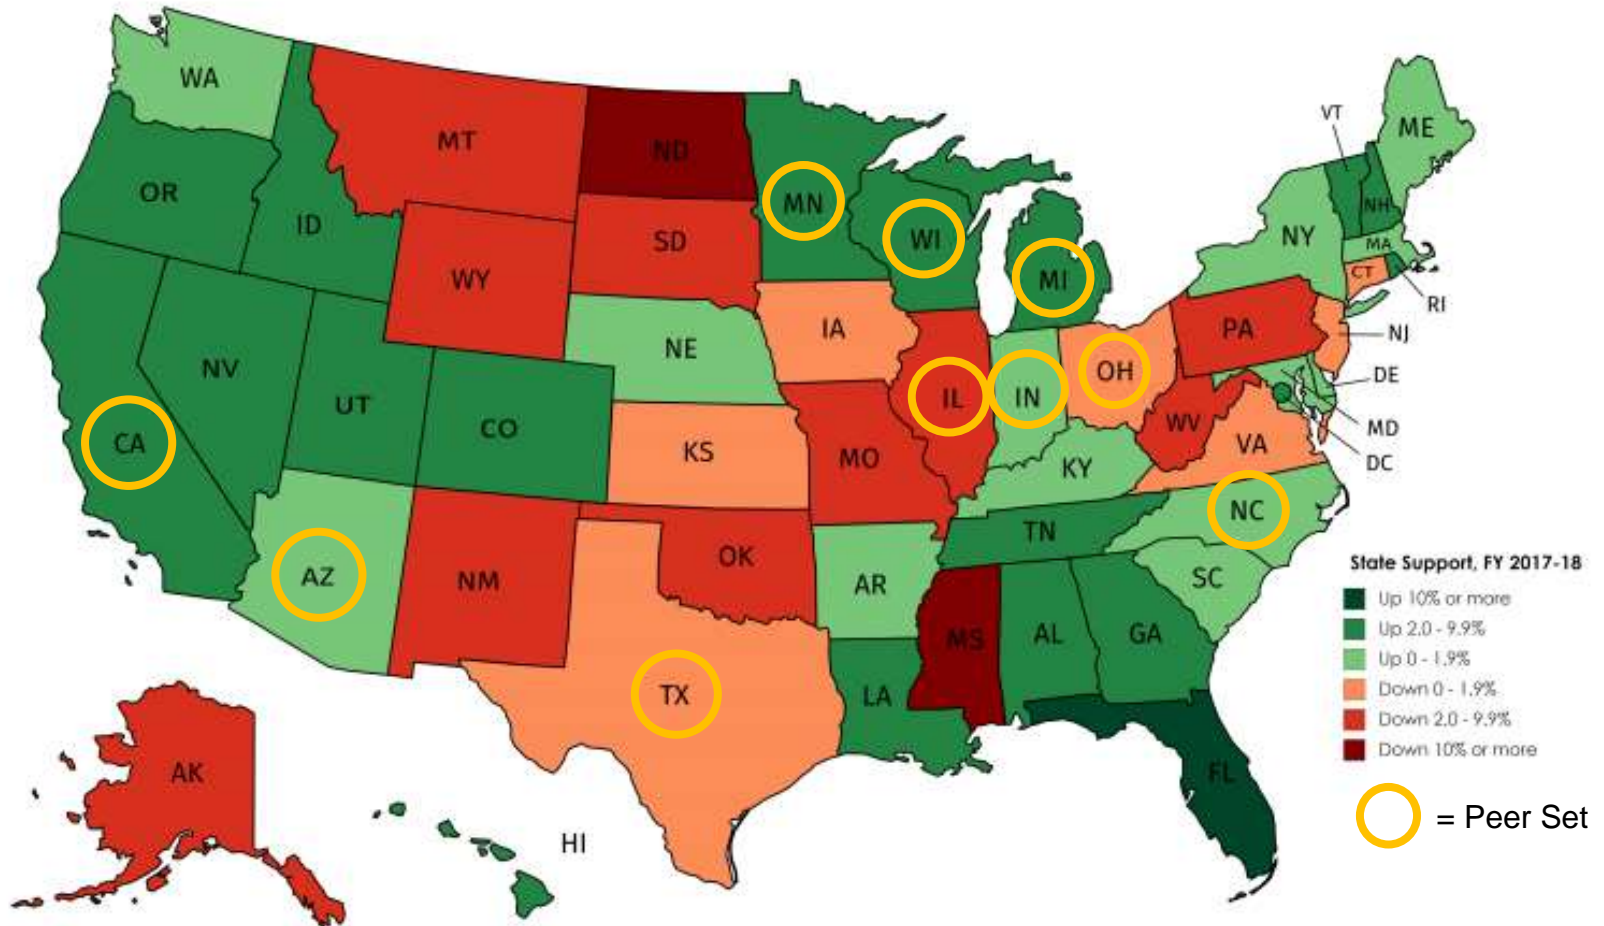 WA
MT
ND
MN
OR
ID
WY
SD
WI
MI
VT
ME
NH
NY
MA
CT
RI
NJ
PA
IA
NE
NV
UT
CO
CA
KS
MO
IL
IN
OH
WV
VA
DE
MD
DC
KY
NC
TN
SC
AZ
NM
OK
AR
TX
LA
MS
AL
GA
FL
AK
HI
State Support, FY 2017-18
Up 10% or more
Up 2.0 - 9.9%
Up 0 - 1.9%
Down 0 - 1.9%
Down 2.0 - 9.9%
Down 10% or more
= Peer Set